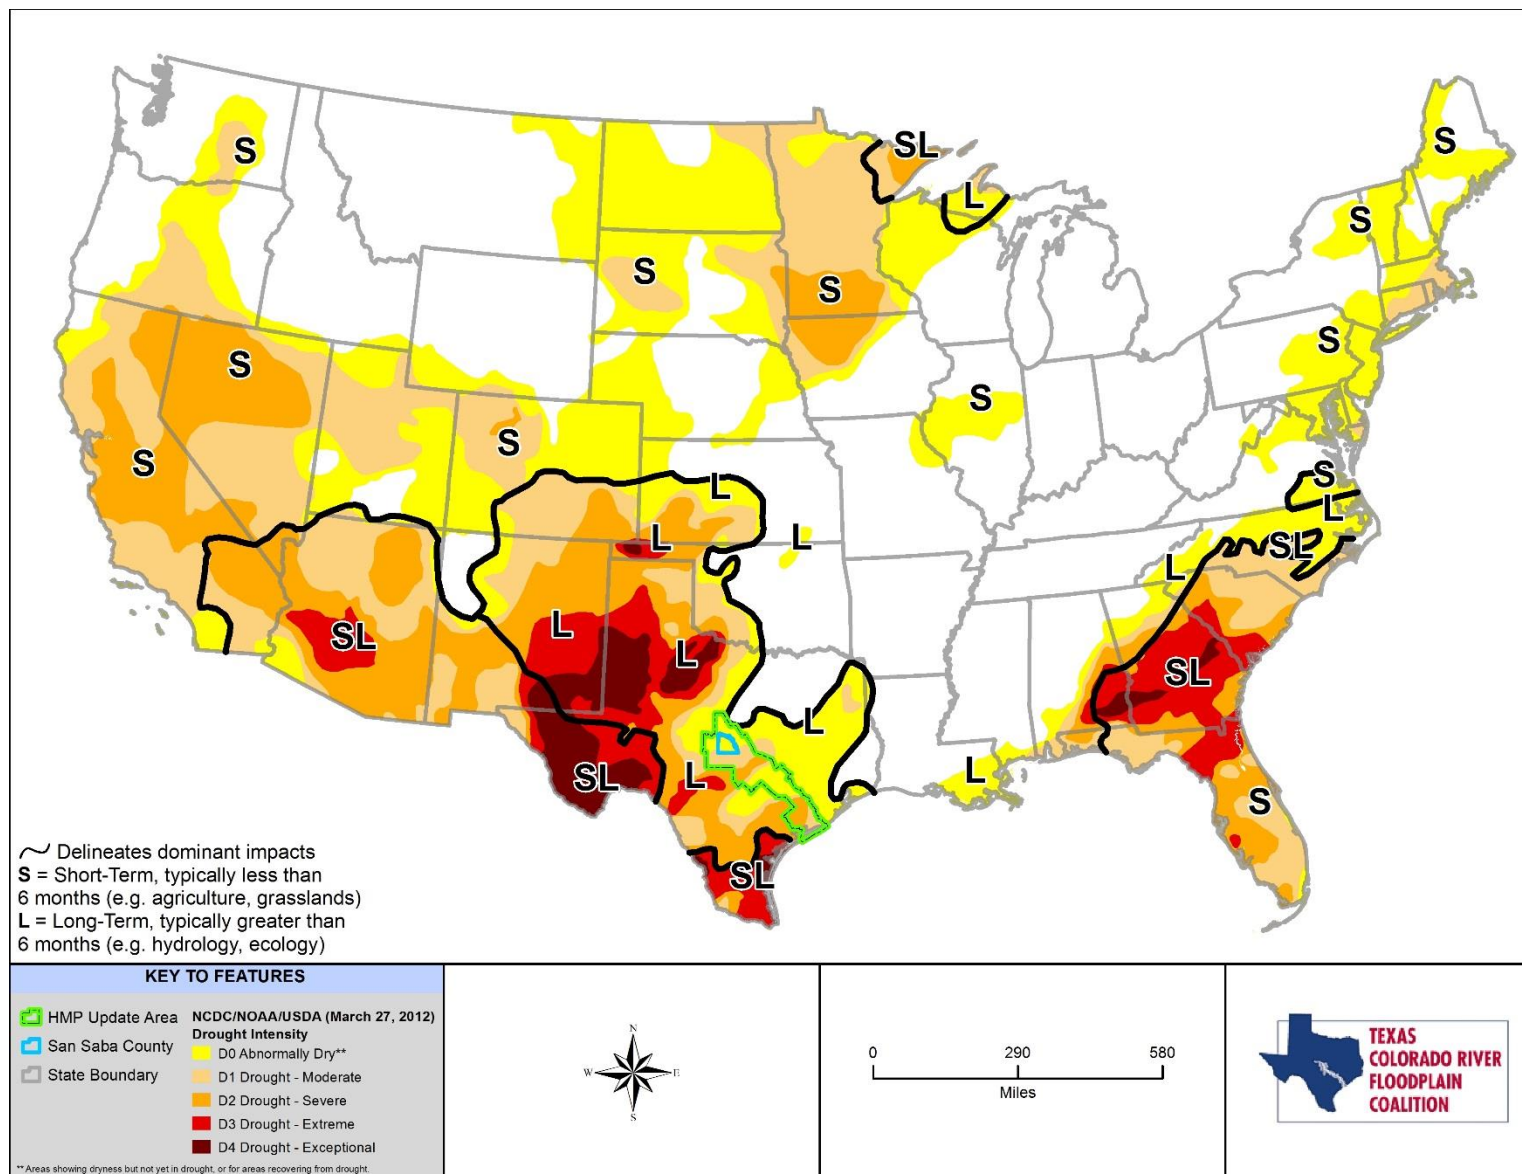 S
SL
L
S
S
S
S
S
S
S
S
S
S
L
S
L
L
L
SL
L
L
SL
L
L
SL
L
SL
L
L
S
SL
Delineates dominant impacts
S = Short-Term, typically less than
6 months (e.g. agriculture, grasslands)
L = Long-Term, typically greater than
6 months (e.g. hydrology, ecology)
KEY TO FEATURES
HMP Update Area
San Saba County
State Boundary
NCDC/NOAA/USDA (March 27, 2012)
Drought Intensity
D0 Abnormally Dry**
D1 Drought - Moderate
D2 Drought - Severe
D3 Drought - Extreme
D4 Drought - Exceptional
** Areas showing dryness but not yet in drought, or for areas recovering from drought.
N
W E
S
0 290 580
Miles
TEXAS
COLORADO RIVER
FLOODPLAIN
COALITION